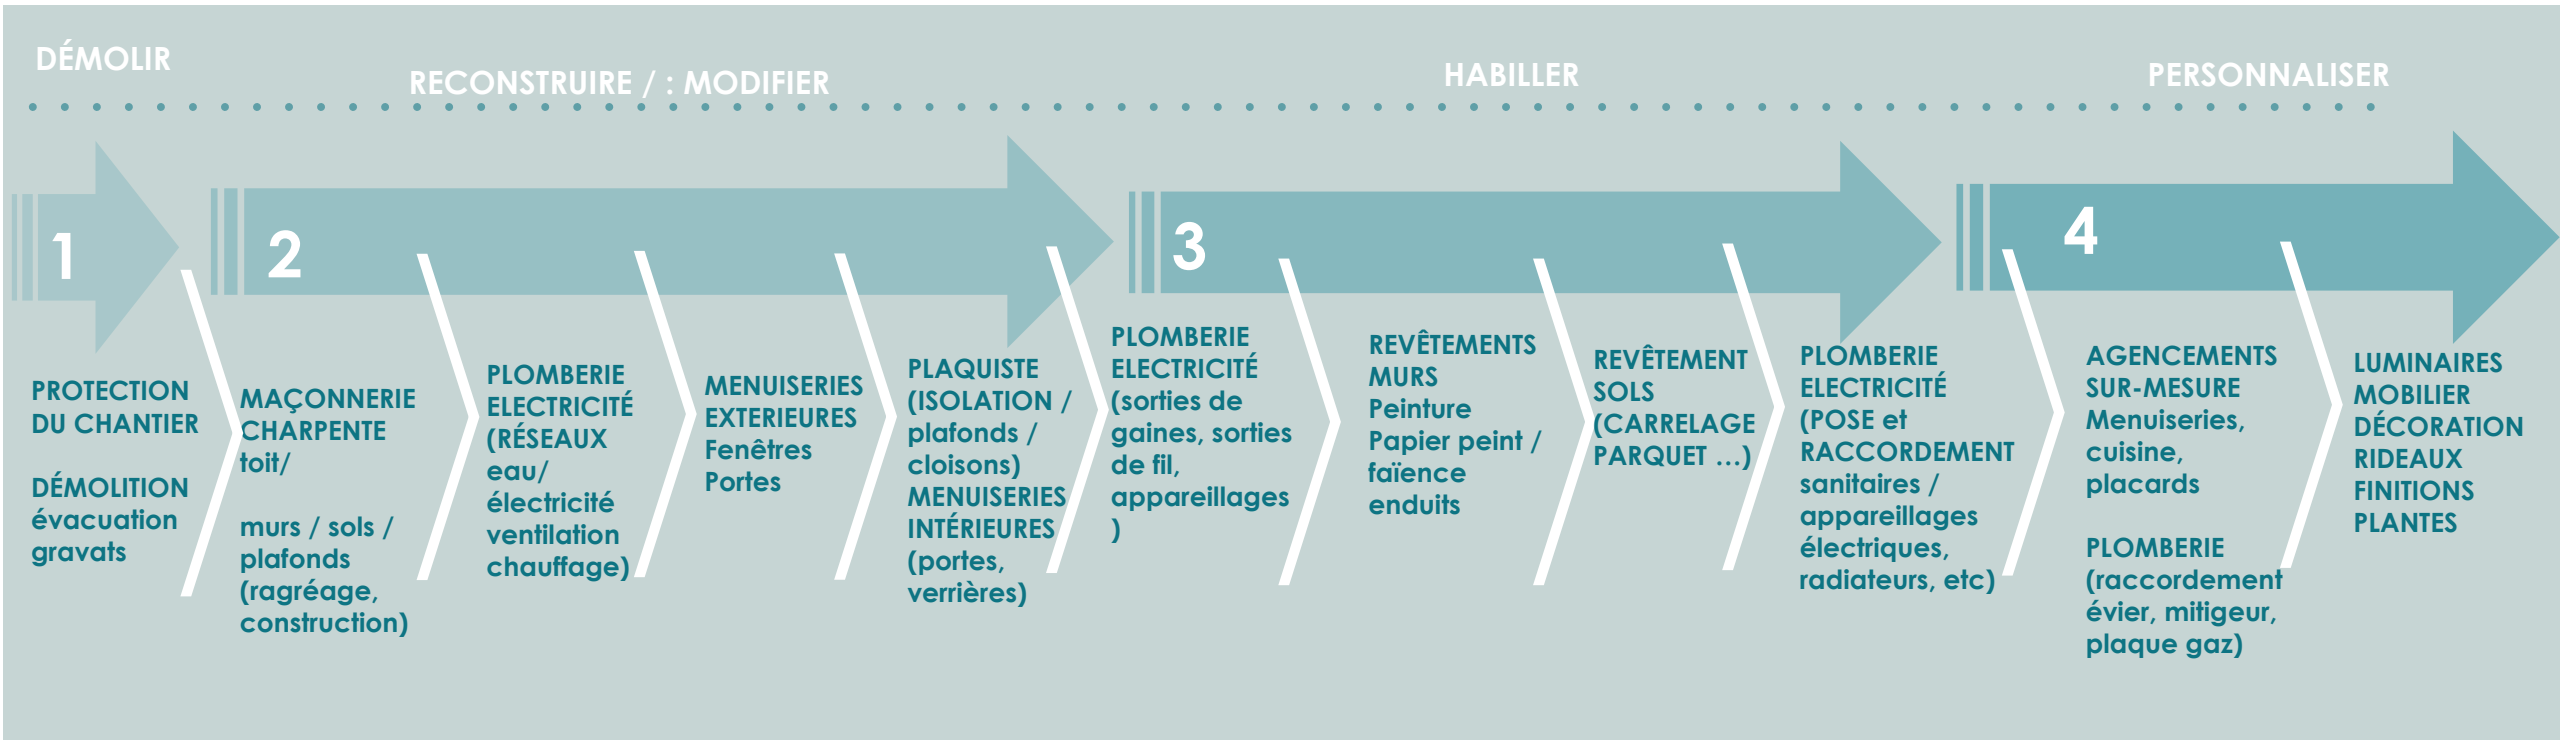 DÉMOLIR
RECONSTRUIRE / : MODIFIER
HABILLER
PERSONNALISER
1
2
3
4
PROTECTION
DU CHANTIER
DÉMOLITION
évacuation
gravats
MAÇONNERIE
CHARPENTE
toit/
murs / sols /
plafonds
(ragréage,
construction)
PLOMBERIE
ELECTRICITÉ
(RÉSEAUX
eau/
électricité
ventilation
chauffage)
MENUISERIES
EXTERIEURES
Fenêtres
Portes
PLAQUISTE
(ISOLATION /
plafonds /
cloisons)
MENUISERIES
INTÉRIEURES
(portes,
verrières)
PLOMBERIE
ELECTRICITÉ
(sorties de
gaines, sorties
de fil,
appareillages
)
REVÊTEMENTS
MURS
Peinture
Papier peint /
faïence
enduits
REVÊTEMENT
SOLS
(CARRELAGE
PARQUET ...)
PLOMBERIE
ELECTRICITÉ
(POSE et
RACCORDEMENT
sanitaires /
appareillages
électriques,
radiateurs, etc)
AGENCEMENTS
SUR-MESURE
Menuiseries,
cuisine,
placards
PLOMBERIE
(raccordement
évier, mitigeur,
plaque gaz)
LUMINAIRES
MOBILIER
DÉCORATION
RIDEAUX
FINITIONS
PLANTES